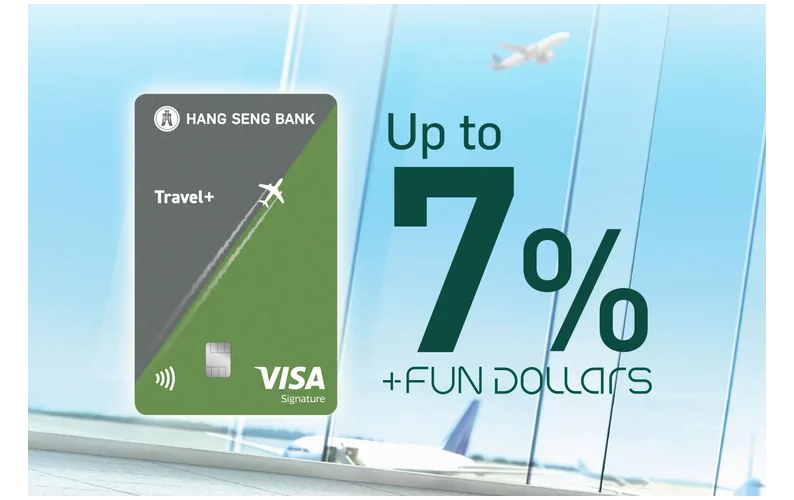 HANG SENG BANK
Travel+
VISA
Signature
Up to
7%
+FUN DOLLARS